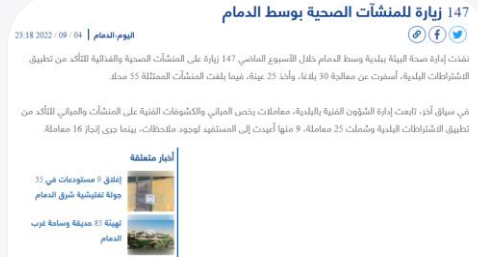 147 زيارة للمنشآت الصحية بوسط الدمام
اليوم-الدمام | 04 / 09 / 2022 23:18
نفذت إدارة صحة البيئة ببلدية وسط الدمام خلال الأسبوع الماضي 147 زيارة على المنشآت الصحية والغذائية للتأكد من تطبيق
الاشتراطات البلدية، أسفرت عن معالجة 30 بلاغا، وأخذ 25 عينة، فيما بلغت المنشآت الممتثلة 55 محلا.
في سياق آخر، تابعت إدارة الشؤون الفنية بالبلدية، معاملات رخص المباني والكشوفات الفنية على المنشآت والمباني للتأكد من
تطبيق الاشتراطات البلدية وشملت 25 معاملة، 9 منها أعيدت إلى المستفيد لوجود ملاحظات، بينما جرى إنجاز 16 معاملة.
أخبار متعلقة
إغلاق 9 مستودعات في 35
جولة تفتيشية شرق الدمام
تهيئة 85 حديقة وساحة غرب
الدمام